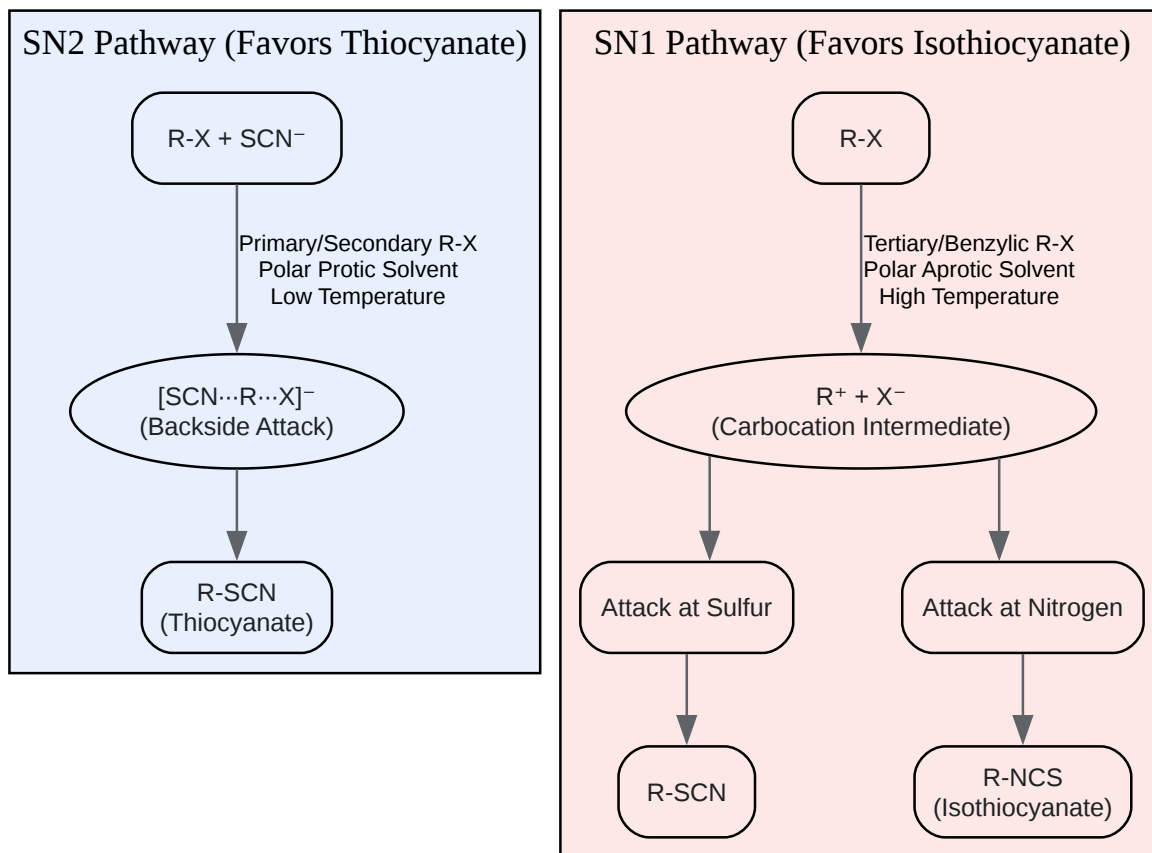 SN2 Pathway (Favors Thiocyanate)
R-X + SCN⁻
Primary/Secondary R-X
Polar Protic Solvent
Low Temperature
[SCN···R···X]⁻
(Backside Attack)
R-SCN
(Thiocyanate)
SN1 Pathway (Favors Isothiocyanate)
R-X
Tertiary/Benzylic R-X
Polar Aprotic Solvent
High Temperature
R⁺ + X⁻
(Carbocation Intermediate)
Attack at Sulfur
Attack at Nitrogen
R-SCN
R-NCS
(Isothiocyanate)